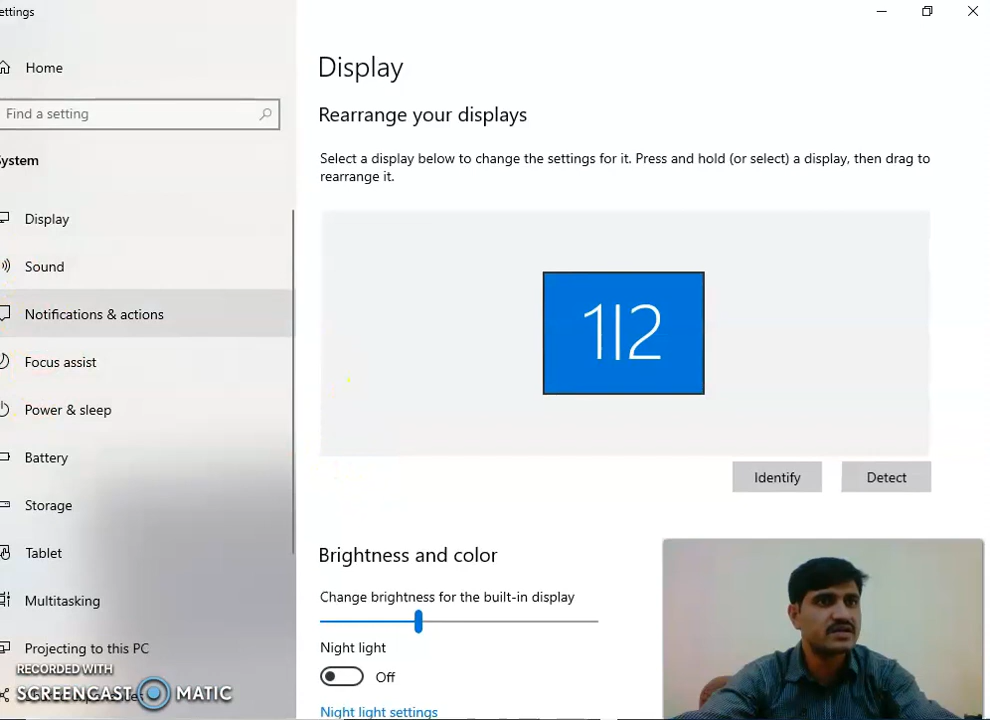 ettings
Home
Find a setting
System
Display
Sound
Notifications & actions
Focus assist
Power & sleep
Battery
Storage
Tablet
Multitasking
Projecting to this PC
RECORDED WITH
SCREENCAST MATIC
Display
Rearrange your displays
Select a display below to change the settings for it. Press and hold (or select) a display, then drag to
rearrange it.
1|2
Identify
Detect
Brightness and color
Change brightness for the built-in display
Night light
Off
Night light settings